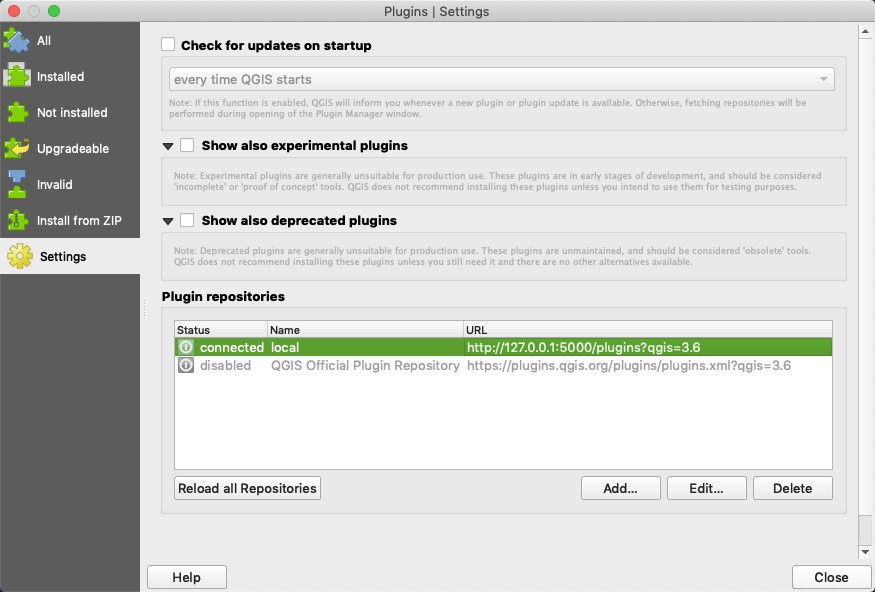 Plugins | Settings
All
Installed
Not installed
Upgradeable
Invalid
Install from ZIP
Settings
Check for updates on startup
every time QGIS starts
Note: If this function is enabled, QGIS will inform you whenever a new plugin or plugin update is available. Otherwise, fetching repositories will be
performed during opening of the Plugin Manager window.
Show also experimental plugins
Note: Experimental plugins are generally unsuitable for production use. These plugins are in early stages of development, and should be considered
'incomplete' or 'proof of concept' tools. QGIS does not recommend installing these plugins unless you intend to use them for testing purposes.
Show also deprecated plugins
Note: Deprecated plugins are generally unsuitable for production use. These plugins are unmaintained, and should be considered 'obsolete' tools.
QGIS does not recommend installing these plugins unless you still need it and there are no other alternatives available.
Plugin repositories
Status Name URL
connected local http://127.0.0.1:5000/plugins?qgis=3.6
disabled QGIS Official Plugin Repository https://plugins.qgis.org/plugins/plugins.xml?qgis=3.6
Reload all Repositories Add... Edit... Delete
Help Close